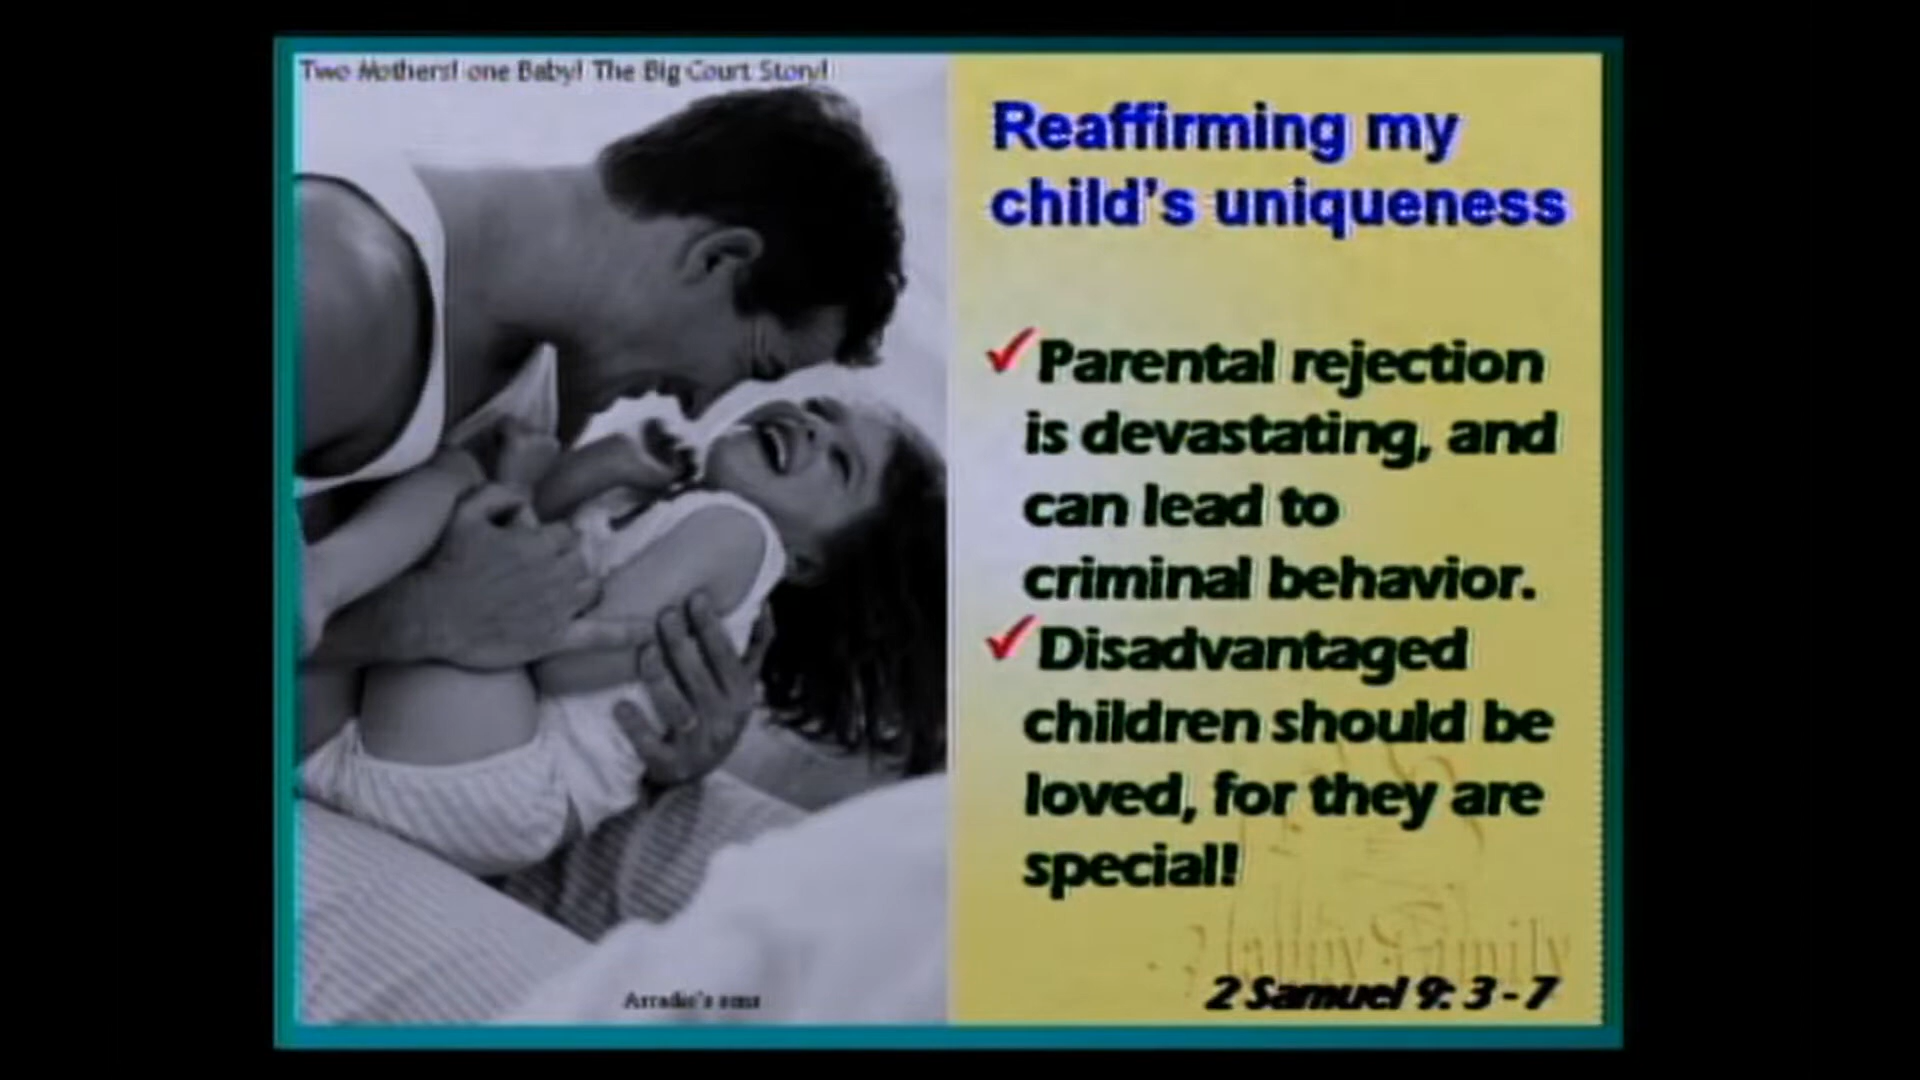 Two Mothers! one Baby! The Big Court Story!
Reaffirming my
child's uniqueness
Parental rejection
is devastating, and
can lead to
criminal behavior.
Disadvantaged
children should be
loved, for they are
special!
Family
2 Samuel 9: 3 - 7